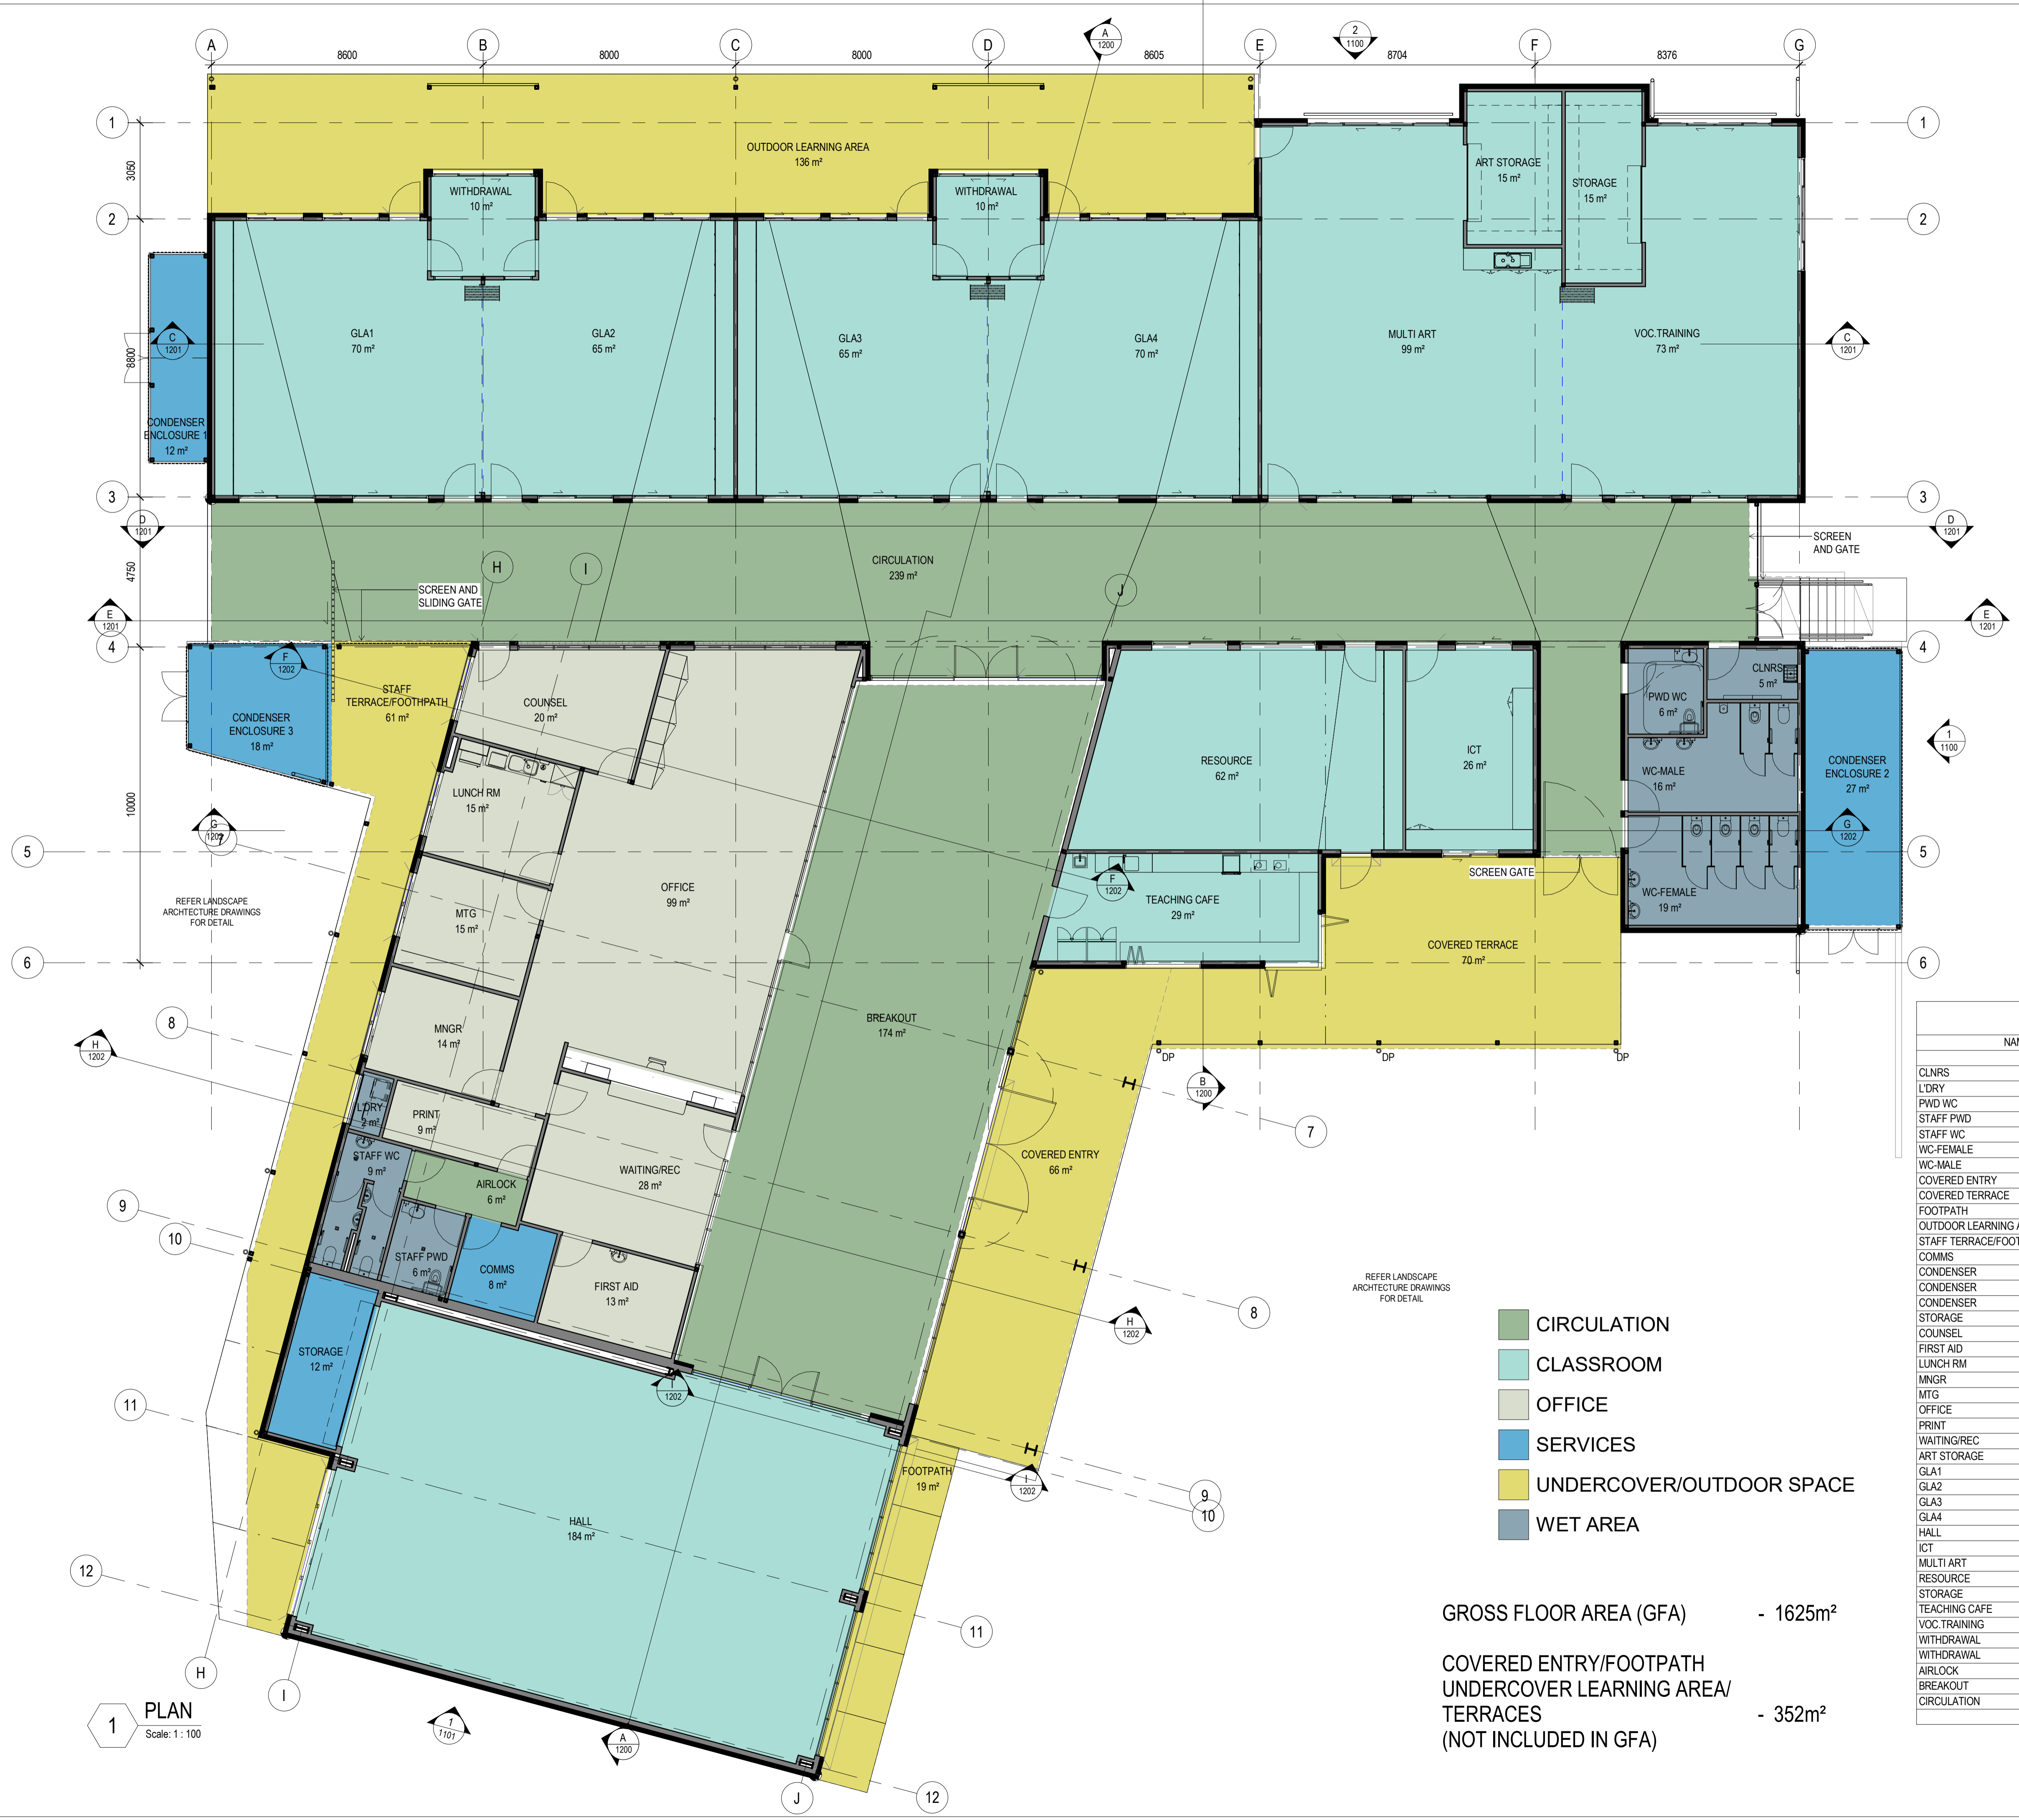 A
B
C
D
E
F
G
8600
8000
8000
8605
8704
8376
A
1200
2
1100
1
1
3050
OUTDOOR LEARNING AREA
136 m²
ART STORAGE
15 m²
STORAGE
15 m²
WITHDRAWAL
10 m²
WITHDRAWAL
10 m²
2
2
8800
C
1201
GLA1
70 m²
GLA2
65 m²
GLA3
65 m²
GLA4
70 m²
MULTI ART
99 m²
VOC.TRAINING
73 m²
C
1201
CONDENSER
ENCLOSURE 1
12 m²
3
3
D
1201
D
1201
SCREEN
AND GATE
4750
CIRCULATION
239 m²
H
I
J
SCREEN AND
SLIDING GATE
E
1201
E
1201
4
4
F
1202
STAFF
TERRACE/FOOTPATH
61 m²
CONDENSER
ENCLOSURE 3
18 m²
COUNSEL
20 m²
CLNRS
5 m²
PWD WC
6 m²
1
1100
RESOURCE
62 m²
ICT
26 m²
WC-MALE
16 m²
CONDENSER
ENCLOSURE 2
27 m²
10000
LUNCH RM
15 m²
G
1202
7
G
1202
5
5
OFFICE
99 m²
F
1202
SCREEN GATE
WC-FEMALE
19 m²
REFER LANDSCAPE
ARCHTECTURE DRAWINGS
FOR DETAIL
MTG
15 m²
TEACHING CAFE
29 m²
COVERED TERRACE
70 m²
6
6
8
BREAKOUT
174 m²
MNGR
14 m²
H
1202
DP
DP
DP
B
1200
L'DRY
2 m²
PRINT
9 m²
7
STAFF WC
9 m²
COVERED ENTRY
66 m²
WAITING/REC
28 m²
AIRLOCK
6 m²
9
10
STAFF PWD
6 m²
COMMS
8 m²
FIRST AID
13 m²
REFER LANDSCAPE
ARCHTECTURE DRAWINGS
FOR DETAIL
8
H
1202
STORAGE
12 m²
I
1202
11
FOOTPATH
19 m²
I
1202
9
10
HALL
184 m²
12
11
H
I
J
12
1
PLAN
Scale: 1 : 100
1
1101
A
1200
CIRCULATION
CLASSROOM
OFFICE
SERVICES
UNDERCOVER/OUTDOOR SPACE
WET AREA
GROSS FLOOR AREA (GFA) - 1625m²
COVERED ENTRY/FOOTPATH
UNDERCOVER LEARNING AREA/
TERRACES - 352m²
(NOT INCLUDED IN GFA)
CLNRS
L'DRY
PWD WC
STAFF PWD
STAFF WC
WC-FEMALE
WC-MALE
COVERED ENTRY
COVERED TERRACE
FOOTPATH
OUTDOOR LEARNING
STAFF TERRACE/FOOT
COMMS
CONDENSER
CONDENSER
CONDENSER
STORAGE
COUNSEL
FIRST AID
LUNCH RM
MNGR
MTG
OFFICE
PRINT
WAITING/REC
ART STORAGE
GLA1
GLA2
GLA3
GLA4
HALL
ICT
MULTI ART
RESOURCE
STORAGE
TEACHING CAFE
VOC.TRAINING
WITHDRAWAL
WITHDRAWAL
AIRLOCK
BREAKOUT
CIRCULATION